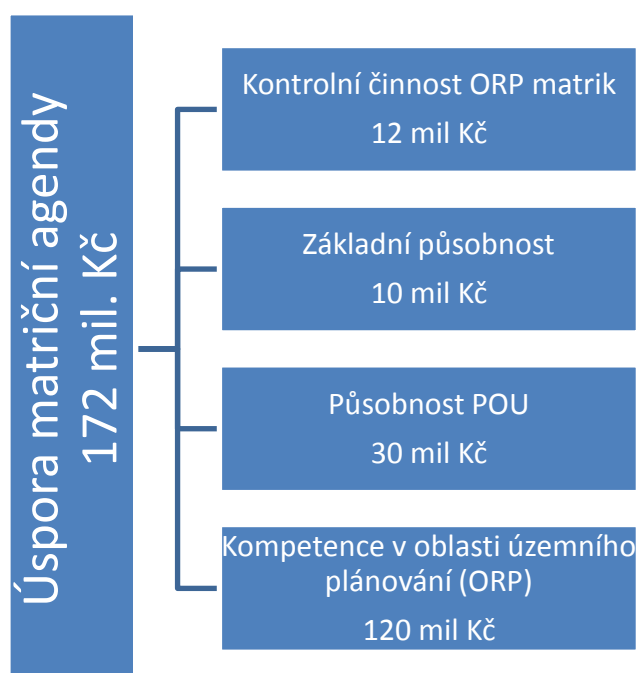 Úspora matriční agendy
172 mil. Kč
Kontrolní činnost ORP matrik
12 mil Kč
Základní působnost
10 mil Kč
Působnost POU
30 mil Kč
Kompetence v oblasti územního
plánování (ORP)
120 mil Kč